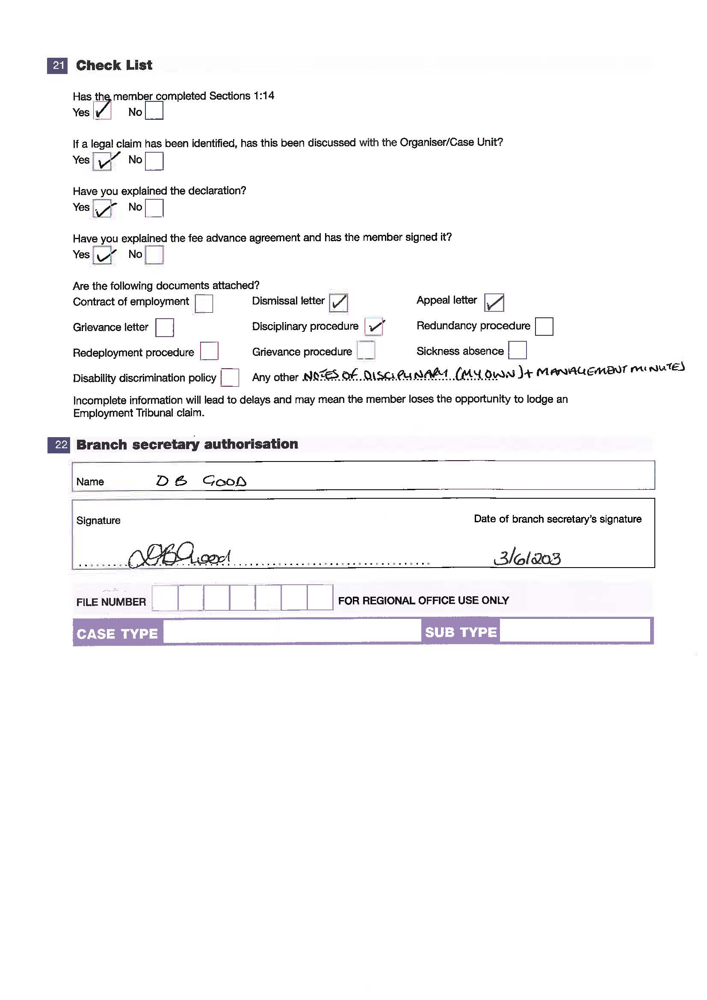 21 Check List
Has the member completed Sections 1:14
Yes ✓ No
If a legal claim has been identified, has this been discussed with the Organiser/Case Unit?
Yes ✓ No
Have you explained the declaration?
Yes ✓ No
Have you explained the fee advance agreement and has the member signed it?
Yes ✓ No
Are the following documents attached?
Contract of employment Dismissal letter ✓ Appeal letter ✓
Grievance letter Disciplinary procedure ✓ Redundancy procedure
Redeployment procedure Grievance procedure Sickness absence
Disability discrimination policy Any other NOTES OF DISCIPLINARY (MY OWN) + MANAGEMENT MINUTES
Incomplete information will lead to delays and may mean the member loses the opportunity to lodge an
Employment Tribunal claim.
22 Branch secretary authorisation
Name D B GOOD
Signature Date of branch secretary's signature
DBGood 3/6/203
FILE NUMBER FOR REGIONAL OFFICE USE ONLY
CASE TYPE SUB TYPE